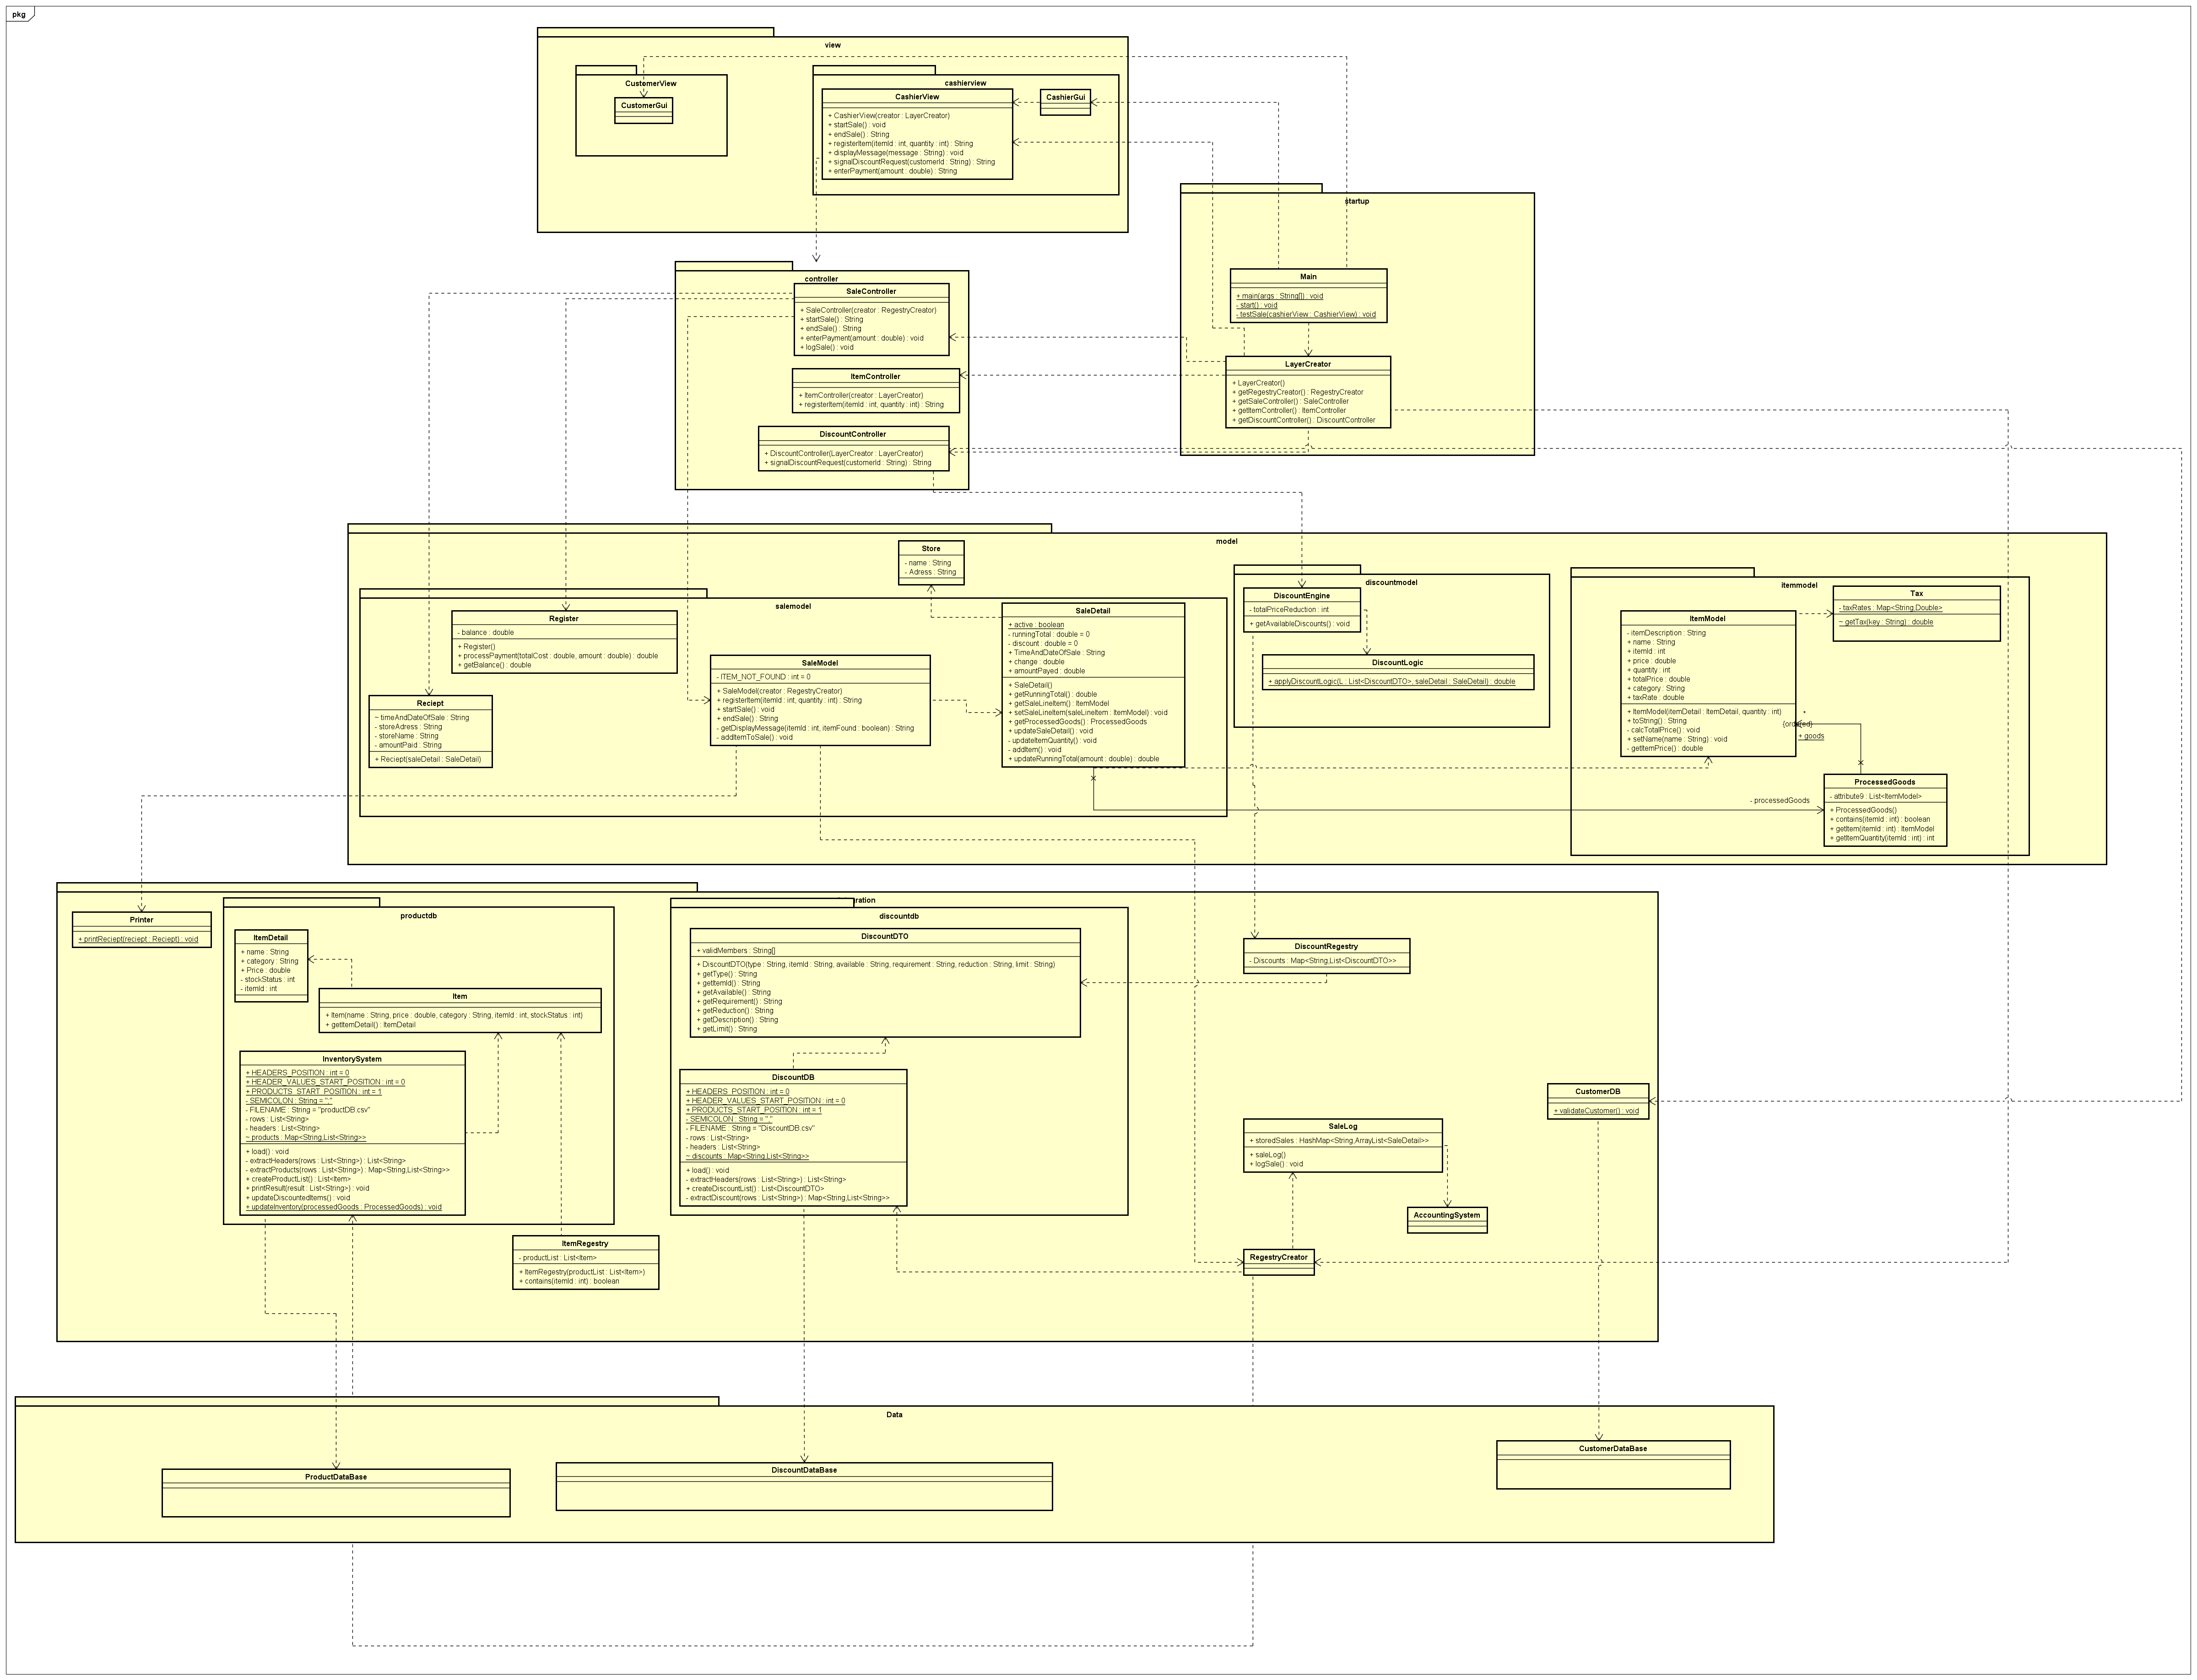 pkg
view
CustomerView
CustomerGui
cashierview
CashierView
+ CashierView(creator : LayerCreator)
+ startSale() : void
+ endSale() : String
+ registerItem(itemId : int, quantity : int) : String
+ displayMessage(message : String) : void
+ signalDiscountRequest(customerId : String) : String
+ enterPayment(amount : double) : String
CashierGui
startup
Main
+ main(args : String[]) : void
- start() : void
- testSale(cashierView : CashierView) : void
LayerCreator
+ LayerCreator()
+ getRegestryCreator() : RegestryCreator
+ getSaleController() : SaleController
+ getItemController() : ItemController
+ getDiscountController() : DiscountController
controller
SaleController
+ SaleController(creator : RegestryCreator)
+ startSale() : String
+ endSale() : String
+ enterPayment(amount : double) : void
+ logSale() : void
ItemController
+ ItemController(creator : LayerCreator)
+ registerItem(itemId : int, quantity : int) : String
DiscountController
+ DiscountController(LayerCreator : LayerCreator)
+ signalDiscountRequest(customerId : String) : String
model
Store
- name : String
- Adress : String
salemodel
Register
- balance : double
+ Register()
+ processPayment(totalCost : double, amount : double) : double
+ getBalance() : double
Reciept
~ timeAndDateOfSale : String
- storeAdress : String
- storeName : String
- amountPaid : String
+ Reciept(saleDetail : SaleDetail)
SaleModel
- ITEM_NOT_FOUND : int = 0
+ SaleModel(creator : RegestryCreator)
+ registerItem(itemId : int, quantity : int) : String
+ startSale() : void
+ endSale() : String
- getDisplayMessage(itemId : int, itemFound : boolean) : String
- addItemToSale() : void
SaleDetail
+ active : boolean
- runningTotal : double = 0
- discount : double = 0
+ TimeAndDateOfSale : String
+ change : double
+ amountPayed : double
+ SaleDetail()
+ getRunningTotal() : double
+ getSaleLineItem() : ItemModel
+ setSaleLineItem(saleLineItem : ItemModel) : void
+ getProcessedGoods() : ProcessedGoods
+ updateSaleDetail() : void
- updateItemQuantity() : void
- addItem() : void
+ updateRunningTotal(amount : double) : double
discountmodel
DiscountEngine
- totalPriceReduction : int
+ getAvailableDiscounts() : void
DiscountLogic
+ applyDiscountLogic(L : List<DiscountDTO>, saleDetail : SaleDetail) : double
itemmodel
Tax
- taxRates : Map<String,Double>
~ getTax(key : String) : double
ItemModel
- itemDescription : String
+ name : String
+ itemId : int
+ price : double
+ quantity : int
+ totalPrice : double
+ category : String
+ taxRate : double
+ ItemModel(itemDetail : ItemDetail, quantity : int)
+ toString() : String
- calcTotalPrice() : void
+ setName(name : String) : void
- getItemPrice() : double
*
{ordered}
+ goods
ProcessedGoods
- attribute9 : List<ItemModel>
+ ProcessedGoods()
+ contains(itemId : int) : boolean
+ getItem(itemId : int) : ItemModel
+ getItemQuantity(itemId : int) : int
- processedGoods
Printer
+ printReciept(reciept : Reciept) : void
productdb
ItemDetail
+ name : String
+ category : String
+ Price : double
- stockStatus : int
- itemId : int
Item
+ Item(name : String, price : double, category : String, itemId : int, stockStatus : int)
+ getItemDetail() : ItemDetail
InventorySystem
+ HEADERS_POSITION : int = 0
+ HEADER_VALUES_START_POSITION : int = 0
+ PRODUCTS_START_POSITION : int = 1
- SEMICOLON : String = ";"
- FILENAME : String = "productDB.csv"
- rows : List<String>
- headers : List<String>
~ products : Map<String,List<String>>
+ load() : void
- extractHeaders(rows : List<String>) : List<String>
- extractProducts(rows : List<String>) : Map<String,List<String>>
+ createProductList() : List<Item>
+ printResult(result : List<String>) : void
+ updateDiscountedItems() : void
+ updateInventory(processedGoods : ProcessedGoods) : void
ItemRegestry
- productList : List<Item>
+ ItemRegestry(productList : List<Item>)
+ contains(itemId : int) : boolean
ration
discountdb
DiscountDTO
+ validMembers : String[]
+ DiscountDTO(type : String, itemId : String, available : String, requirement : String, reduction : String, limit : String)
+ getType() : String
+ getItemId() : String
+ getAvailable() : String
+ getRequirement() : String
+ getReduction() : String
+ getDescription() : String
+ getLimit() : String
DiscountDB
+ HEADERS_POSITION : int = 0
+ HEADER_VALUES_START_POSITION : int = 0
+ PRODUCTS_START_POSITION : int = 1
- SEMICOLON : String = ","
- FILENAME : String = "DiscountDB.csv"
- rows : List<String>
- headers : List<String>
~ discounts : Map<String,List<String>>
+ load() : void
- extractHeaders(rows : List<String>) : List<String>
+ createDiscountList() : List<DiscountDTO>
- extractDiscount(rows : List<String>) : Map<String,List<String>>
DiscountRegestry
- Discounts : Map<String,List<DiscountDTO>>
CustomerDB
+ validateCustomer() : void
SaleLog
+ storedSales : HashMap<String,ArrayList<SaleDetail>>
+ saleLog()
+ logSale() : void
AccountingSystem
RegestryCreator
Data
ProductDataBase
DiscountDataBase
CustomerDataBase